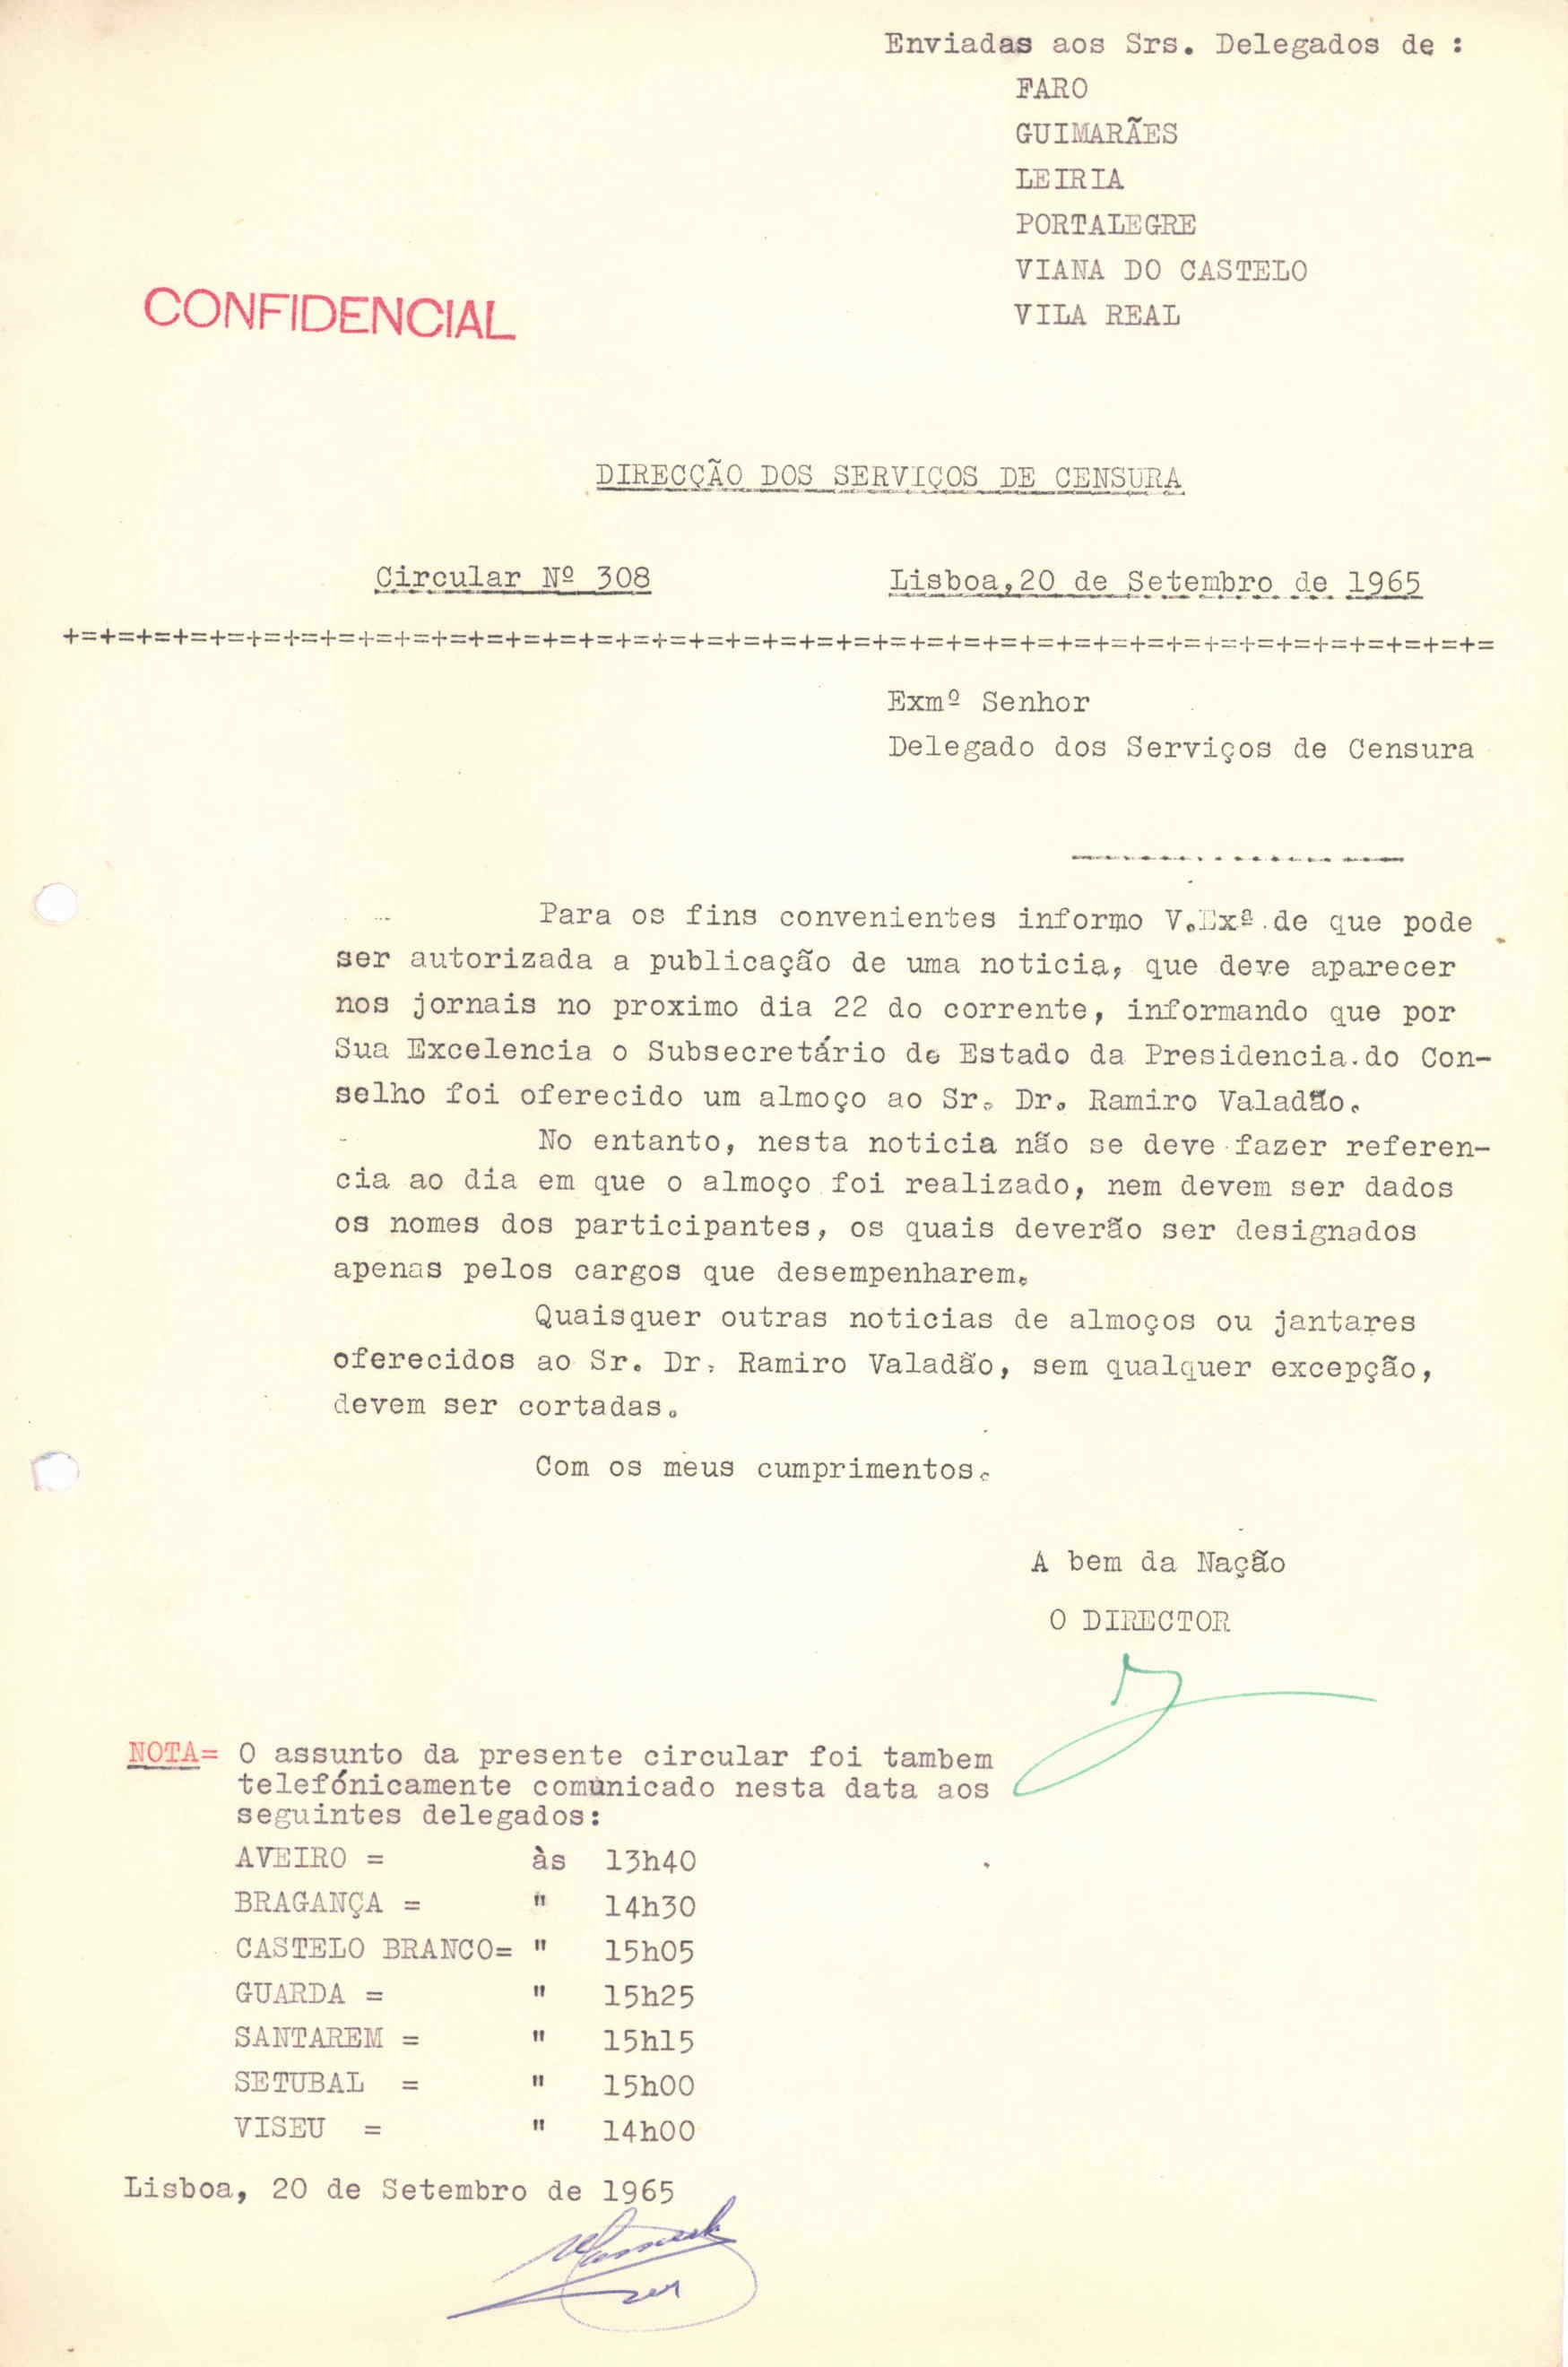 Enviadas aos Srs. Delegados de :
FARO
GUIMARÃES
LEIRIA
PORTALEGRE
VIANA DO CASTELO
VILA REAL
CONFIDENCIAL
DIRECÇÃO DOS SERVIÇOS DE CENSURA
Circular Nº 308
Lisboa,20 de Setembro de 1965
+=+=+=+=+=+=+=+=+=+=+=+=+=+=+=+=+=+=+=+=+=+=+=+=+=+=+=+=+=+=+=+=+=+=+=+=+=+=+=
Exmº Senhor
Delegado dos Serviços de Censura
Para os fins convenientes informo V.Exª.de que pode
ser autorizada a publicação de uma noticia, que deve aparecer
nos jornais no proximo dia 22 do corrente, informando que por
Sua Excelencia o Subsecretário de Estado da Presidencia.do Con-
selho foi oferecido um almoço ao Sr. Dr. Ramiro Valadão.
No entanto, nesta noticia não se deve fazer referen-
cia ao dia em que o almoço foi realizado, nem devem ser dados
os nomes dos participantes, os quais deverão ser designados
apenas pelos cargos que desempenharem.
Quaisquer outras noticias de almoços ou jantares
oferecidos ao Sr. Dr. Ramiro Valadão, sem qualquer excepção,
devem ser cortadas.
Com os meus cumprimentos.
A bem da Nação
O DIRECTOR
NOTA= O assunto da presente circular foi tambem
telefónicamente comunicado nesta data aos
seguintes delegados:
AVEIRO = às 13h40
BRAGANÇA = " 14h30
CASTELO BRANCO= " 15h05
GUARDA = " 15h25
SANTAREM = " 15h15
SETUBAL = " 15h00
VISEU = " 14h00
Lisboa, 20 de Setembro de 1965